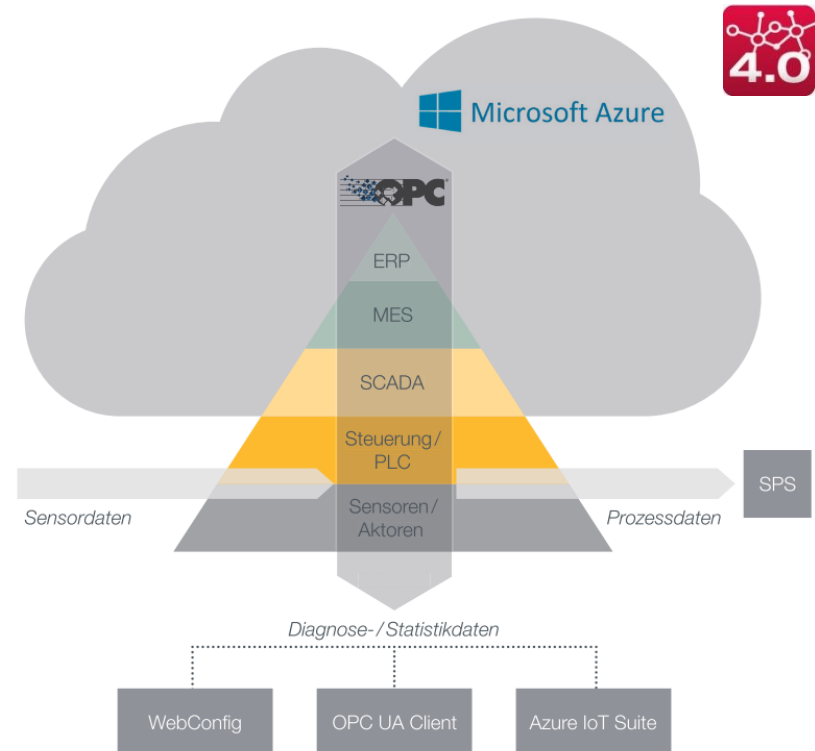 4.0
Microsoft Azure
OPC
ERP
MES
SCADA
Steuerung/
PLC
SPS
Sensoren/
Aktoren
Sensordaten
Prozessdaten
Diagnose-/Statistikdaten
WebConfig
OPC UA Client
Azure IoT Suite